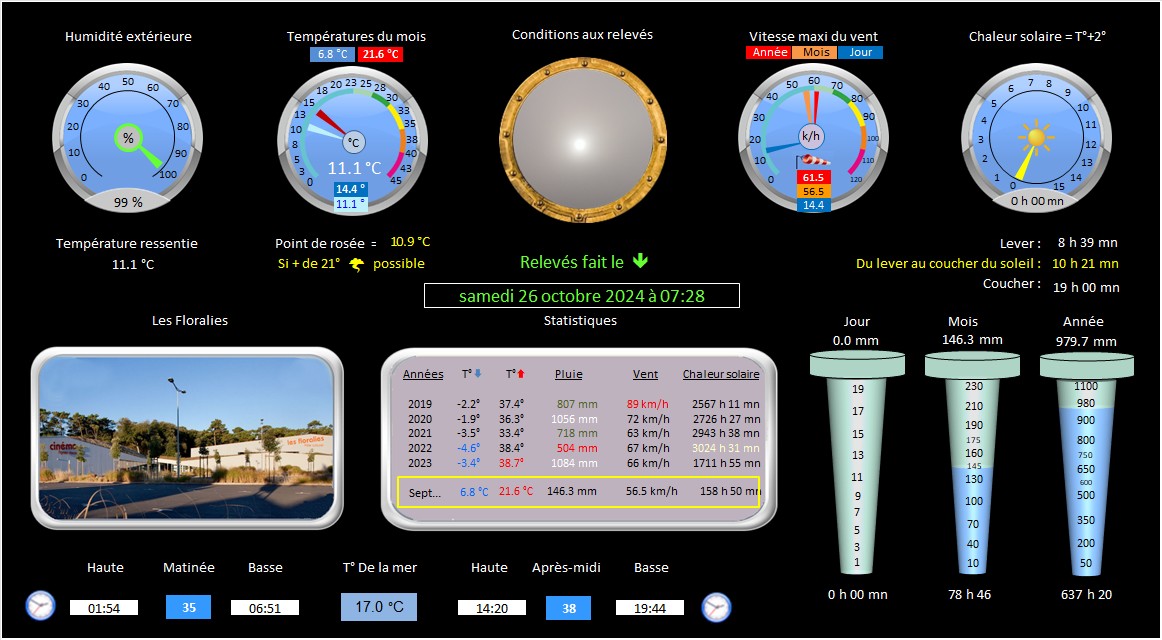 Humidité extérieure
Températures du mois
6.8 °C 21.6 °C
Conditions aux relevés
Vitesse maxi du vent
Année Mois Jour
Chaleur solaire = T°+2°
0 10 20 30 40 50 60 70 80 90 100
%
99 %
0 3 5 8 10 13 15 18 20 23 25 28 30 33 35 38 40 43 45
°C
11.1 °C
14.4 °
11.1 °
0 10 20 30 40 50 60 70 80 90 100 110 120
k/h
61.5
56.5
14.4
0 1 2 3 4 5 6 7 8 9 10 11 12 13 14 15
0 h 00 mn
Température ressentie
11.1 °C
Point de rosée = 10.9 °C
Si + de 21° possible
Relevés fait le
samedi 26 octobre 2024 à 07:28
Lever : 8 h 39 mn
Du lever au coucher du soleil : 10 h 21 mn
Coucher : 19 h 00 mn
Les Floralies
cinéma
les floralies
Statistiques
Années T° T° Pluie Vent Chaleur solaire
2019 -2.2° 37.4° 807 mm 89 km/h 2567 h 11 mn
2020 -1.9° 36.3° 1056 mm 72 km/h 2726 h 27 mn
2021 -3.5° 33.4° 718 mm 63 km/h 2943 h 38 mn
2022 -4.6° 38.4° 504 mm 67 km/h 3024 h 31 mn
2023 -3.4° 38.7° 1084 mm 66 km/h 1711 h 55 mn
Sept... 6.8 °C 21.6 °C 146.3 mm 56.5 km/h 158 h 50 mn
Jour
0.0 mm
19
17
15
13
11
9
7
5
3
1
0 h 00 mn
Mois
146.3 mm
230
210
190
175
160
145
130
100
70
40
10
78 h 46
Année
979.7 mm
1100
980
900
800
750
650
600
500
350
200
50
637 h 20
Haute Matinée Basse T° De la mer Haute Après-midi Basse
01:54 35 06:51 17.0 °C 14:20 38 19:44